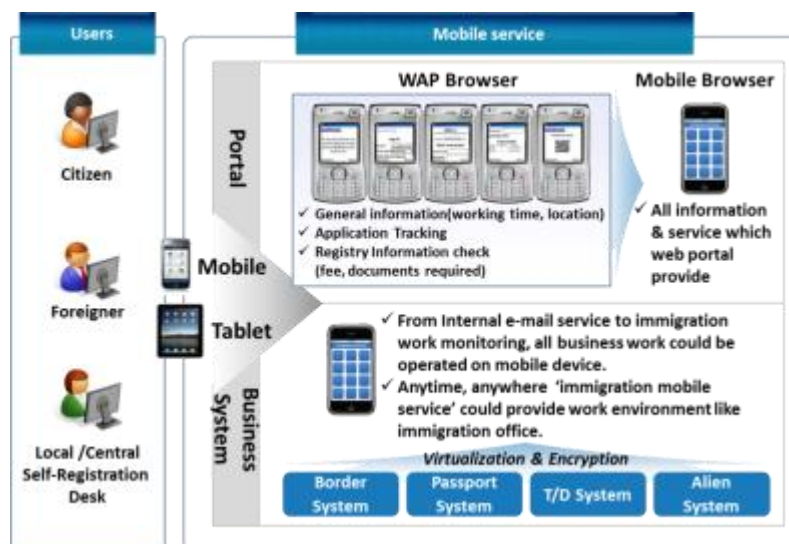 Users
Citizen
Foreigner
Local /Central
Self-Registration
Desk
Mobile service
Portal
WAP Browser
✓ General information(working time, location)
✓ Application Tracking
✓ Registry Information check
(fee, documents required)
Mobile Browser
✓ All information
& service which
web portal
provide
Mobile
Tablet
Business
System
✓ From Internal e-mail service to immigration
work monitoring, all business work could be
operated on mobile device.
✓ Anytime, anywhere ‘immigration mobile
service’ could provide work environment like
immigration office.
Virtualization & Encryption
Border
System
Passport
System
T/D System
Alien
System